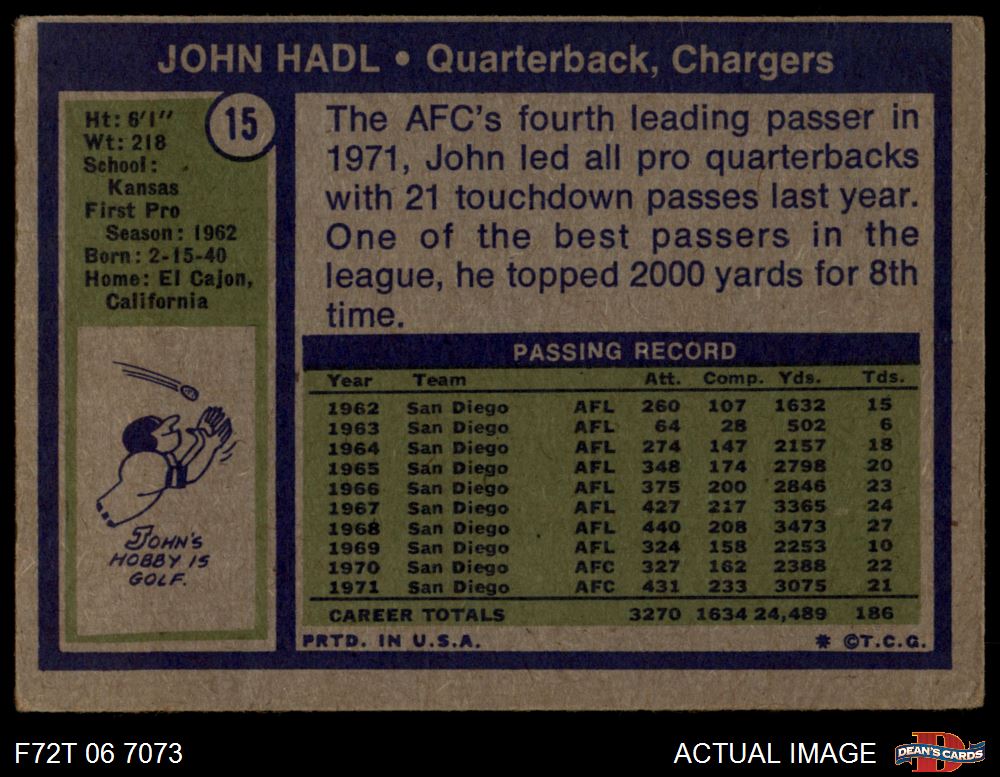 JOHN HADL • Quarterback, Chargers
15
Ht: 6'1"
Wt: 218
School:
Kansas
First Pro
Season: 1962
Born: 2-15-40
Home: El Cajon,
California
JOHN'S
HOBBY IS
GOLF.
The AFC's fourth leading passer in
1971, John led all pro quarterbacks
with 21 touchdown passes last year.
One of the best passers in the
league, he topped 2000 yards for 8th
time.
PASSING RECORD
Year Team Att. Comp. Yds. Tds.
1962 San Diego AFL 260 107 1632 15
1963 San Diego AFL 64 28 502 6
1964 San Diego AFL 274 147 2157 18
1965 San Diego AFL 348 174 2798 20
1966 San Diego AFL 375 200 2846 23
1967 San Diego AFL 427 217 3365 24
1968 San Diego AFL 440 208 3473 27
1969 San Diego AFL 324 158 2253 10
1970 San Diego AFC 327 162 2388 22
1971 San Diego AFC 431 233 3075 21
CAREER TOTALS 3270 1634 24,489 186
PRTD. IN U.S.A. * ©T.C.G.
F72T 06 7073
ACTUAL IMAGE
D
DEAN'S CARDS